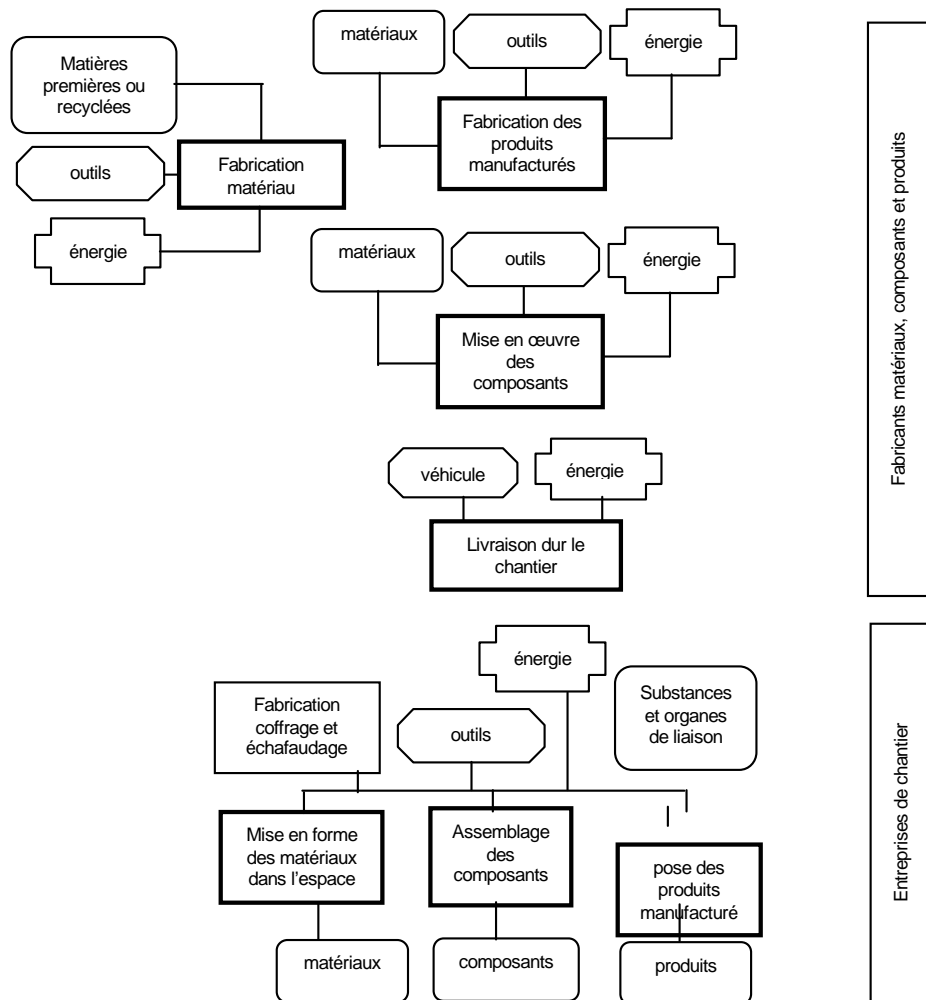 matériaux
outils
énergie
Matières
premières ou
recyclées
Fabrication des
produits
manufacturés
outils
Fabrication
matériau
énergie
matériaux
outils
énergie
Mise en œuvre
des
composants
véhicule
énergie
Livraison dur le
chantier
Fabricants matériaux, composants et produits
énergie
Fabrication
coffrage et
échafaudage
outils
Substances
et organes
de liaison
Mise en forme
des matériaux
dans l'espace
Assemblage
des
composants
pose des
produits
manufacturé
matériaux
composants
produits
Entreprises de chantier